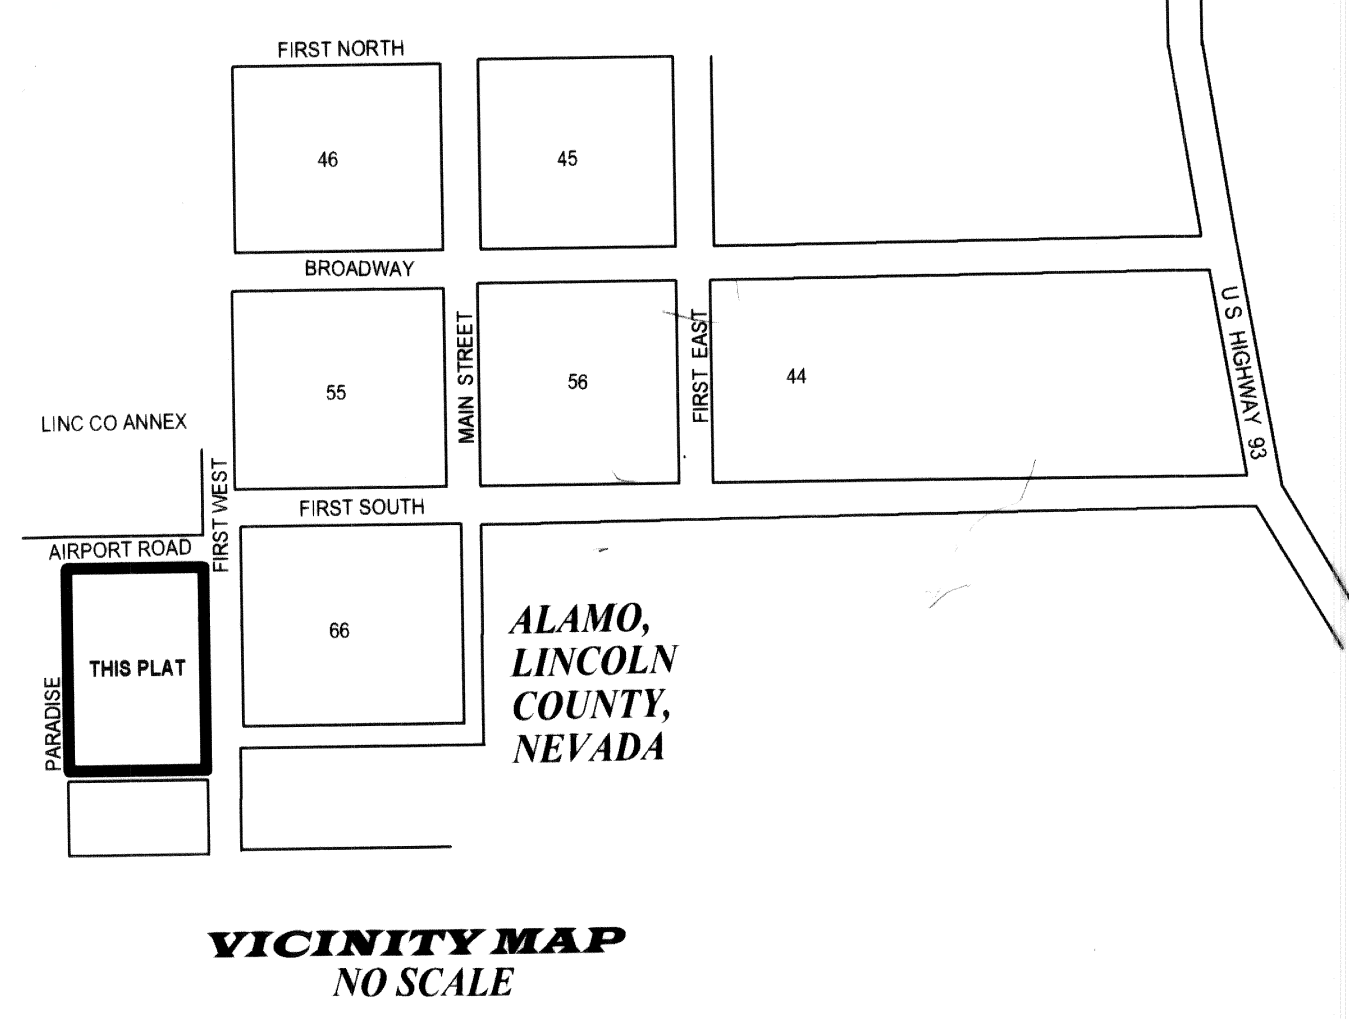 FIRST NORTH
46
45
BROADWAY
U S HIGHWAY 93
MAIN STREET
FIRST EAST
55
56
44
LINC CO ANNEX
FIRST WEST
FIRST SOUTH
AIRPORT ROAD
66
THIS PLAT
PARADISE
ALAMO,
LINCOLN
COUNTY,
NEVADA
VICINITY MAP
NO SCALE